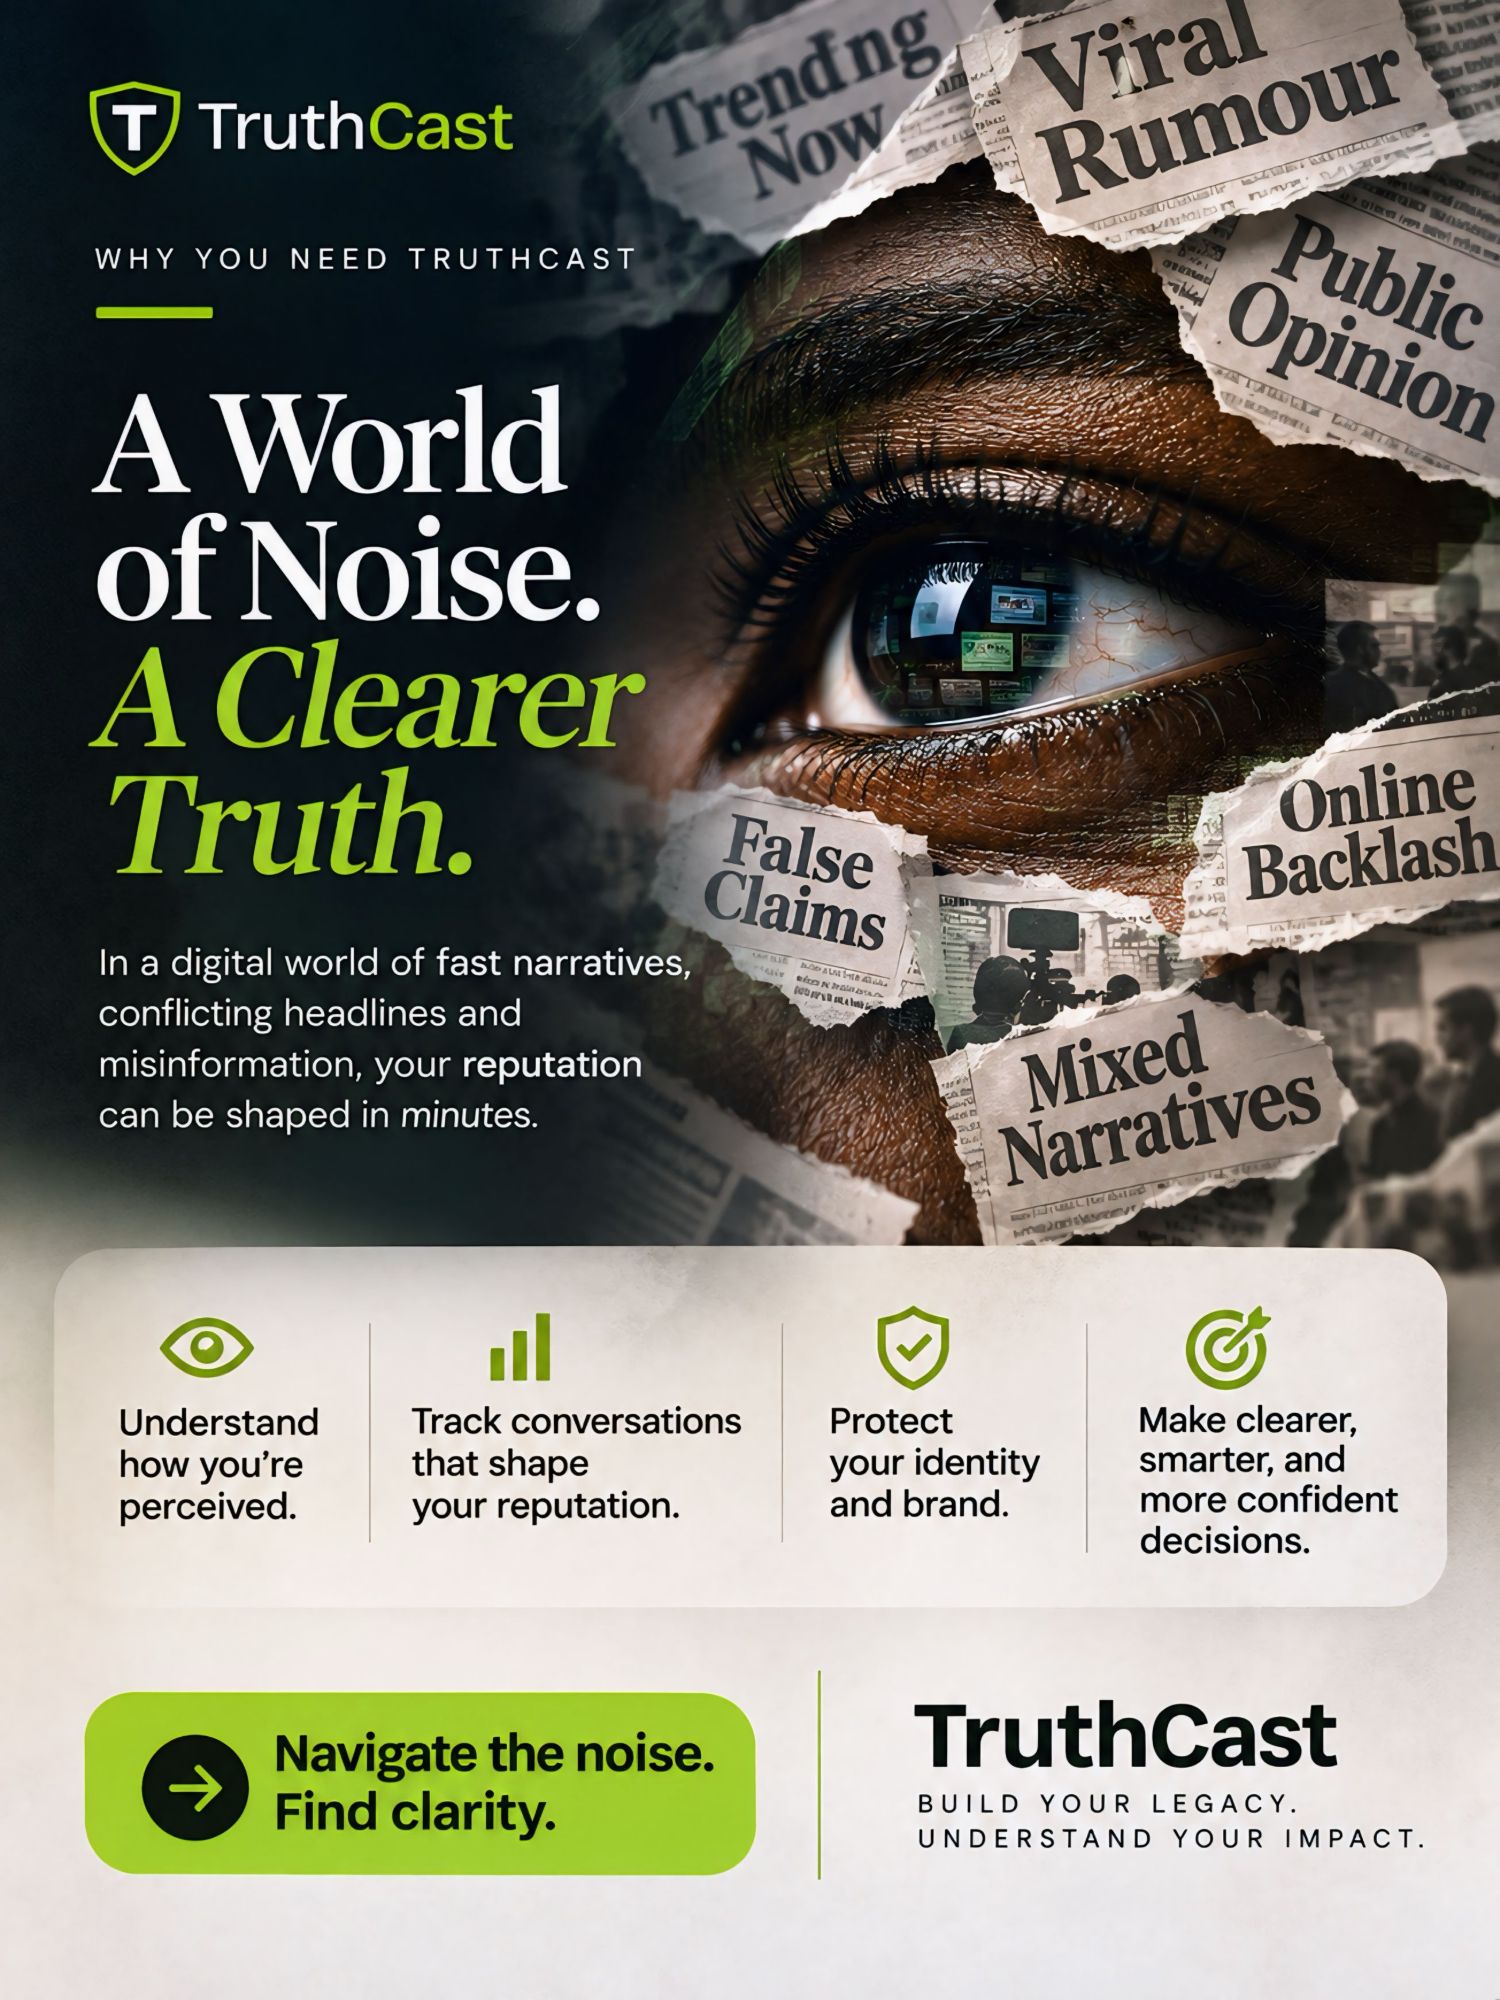 TruthCast
WHY YOU NEED TRUTHCAST
A World
of Noise.
A Clearer
Truth.
In a digital world of fast narratives,
conflicting headlines and
misinformation, your reputation
can be shaped in minutes.
Trending
Now
Viral
Rumour
Public
Opinion
False
Claims
Online
Backlash
Mixed
Narratives
Understand
how you're
perceived.
Track conversations
that shape
your reputation.
Protect
your identity
and brand.
Make clearer,
smarter, and
more confident
decisions.
Navigate the noise.
Find clarity.
TruthCast
BUILD YOUR LEGACY.
UNDERSTAND YOUR IMPACT.